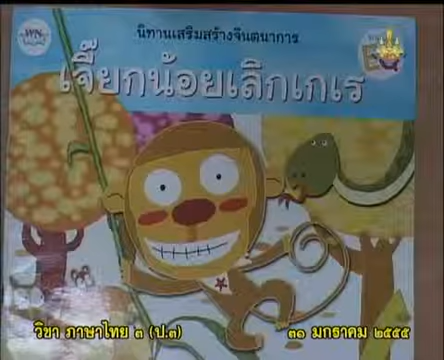 นิทานเสริมสร้างจินตนาการ
เจี๊ยกน้อยเลิกเกเร
วิชา ภาษาไทย ๓ (ป.๓)
๓๑ มกราคม ๒๕๕๕